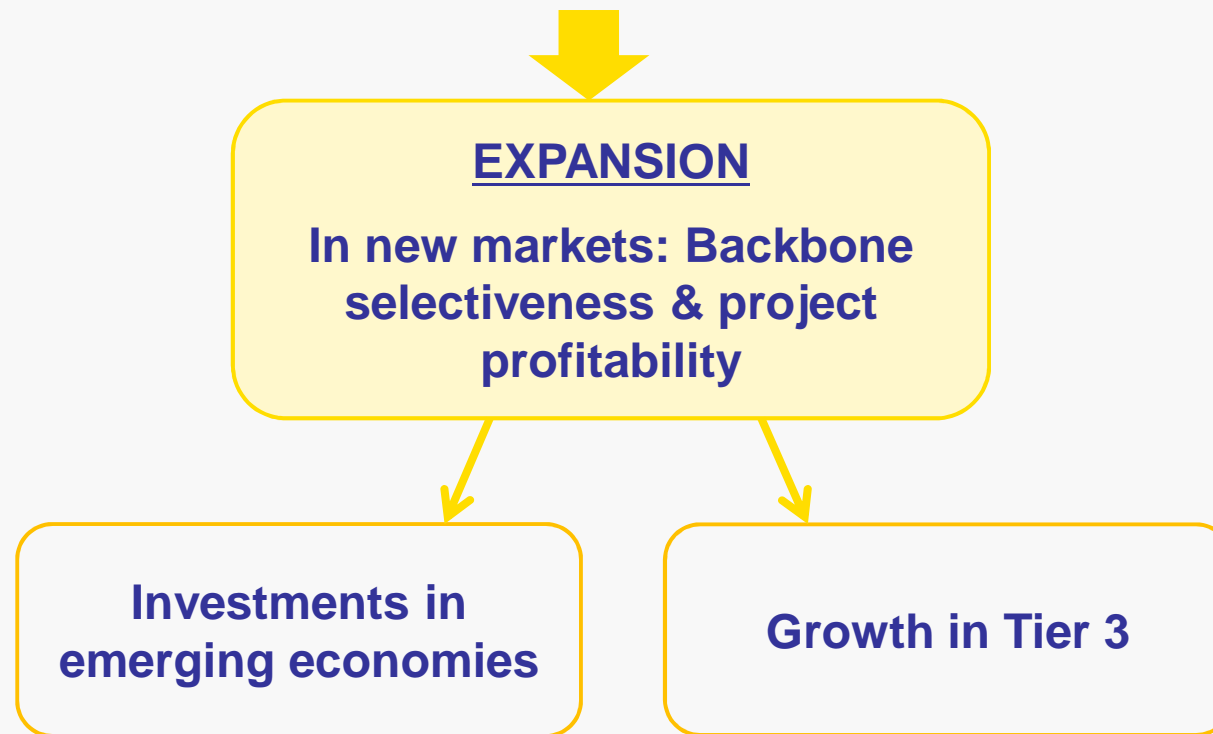 EXPANSION
In new markets: Backbone
selectiveness & project
profitability
Investments in
emerging economies
Growth in Tier 3